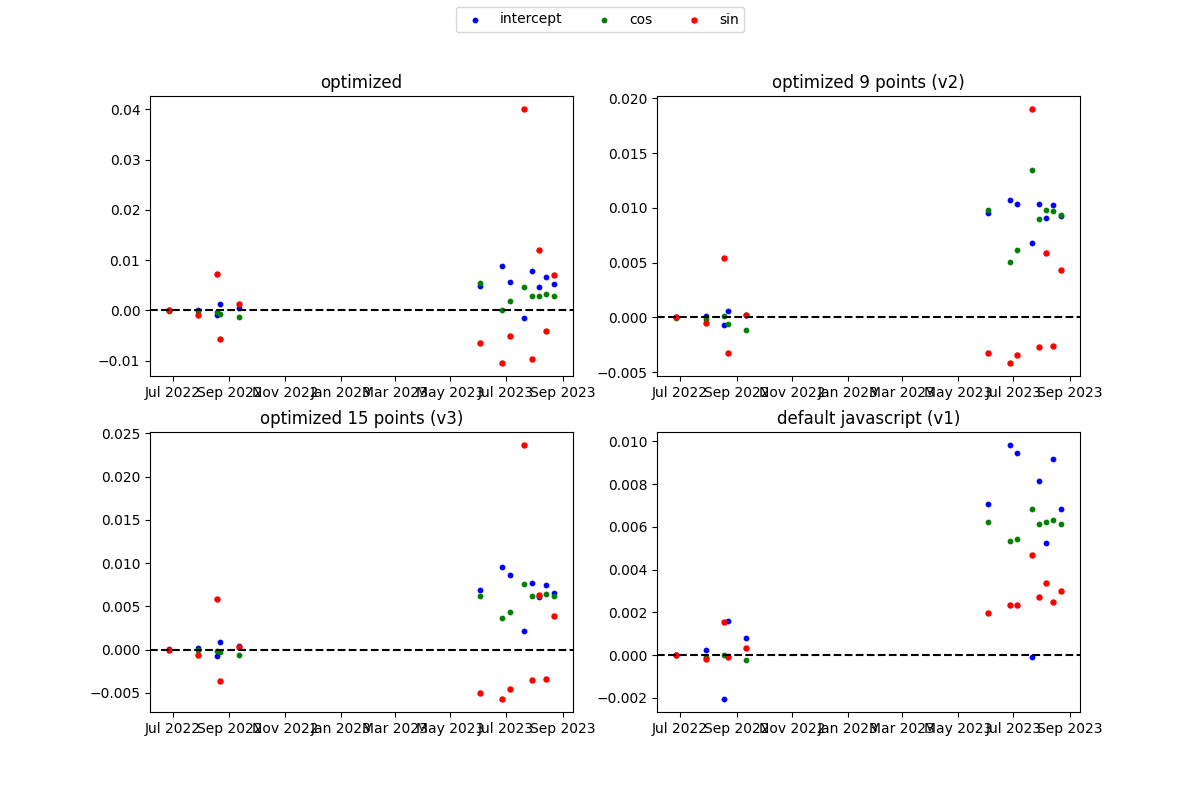 intercept cos sin
optimized
0.04
0.03
0.02
0.01
0.00
−0.01
Jul 2022 Sep 2022 Nov 2022 Jan 2023 Mar 2023 May 2023 Jul 2023 Sep 2023
optimized 9 points (v2)
0.020
0.015
0.010
0.005
0.000
−0.005
Jul 2022 Sep 2022 Nov 2022 Jan 2023 Mar 2023 May 2023 Jul 2023 Sep 2023
optimized 15 points (v3)
0.025
0.020
0.015
0.010
0.005
0.000
−0.005
Jul 2022 Sep 2022 Nov 2022 Jan 2023 Mar 2023 May 2023 Jul 2023 Sep 2023
default javascript (v1)
0.010
0.008
0.006
0.004
0.002
0.000
−0.002
Jul 2022 Sep 2022 Nov 2022 Jan 2023 Mar 2023 May 2023 Jul 2023 Sep 2023